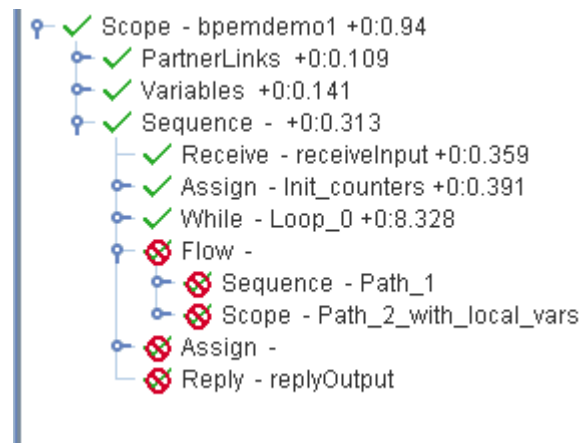 Scope - bpemdemo1 +0:0.94
PartnerLinks +0:0.109
Variables +0:0.141
Sequence - +0:0.313
Receive - receiveInput +0:0.359
Assign - Init_counters +0:0.391
While - Loop_0 +0:8.328
Flow -
Sequence - Path_1
Scope - Path_2_with_local_vars
Assign -
Reply - replyOutput